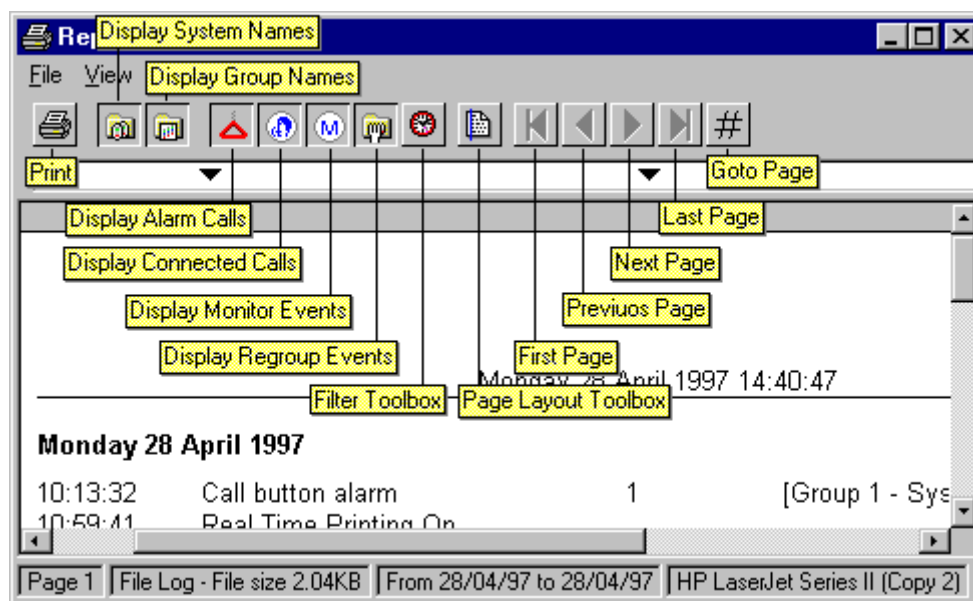 Display System Names
Rep
File View
Display Group Names
M
#
Print
Goto Page
Display Alarm Calls
Last Page
Display Connected Calls
Next Page
Display Monitor Events
Previuos Page
Display Regroup Events
First Page
Monday 28 April 1997 14:40:47
Filter Toolbox
Page Layout Toolbox
Monday 28 April 1997
10:13:32 Call button alarm 1 [Group 1 - Sys
10:59:41 Real Time Printing On
Page 1 File Log - File size 2.04KB From 28/04/97 to 28/04/97 HP LaserJet Series II (Copy 2)